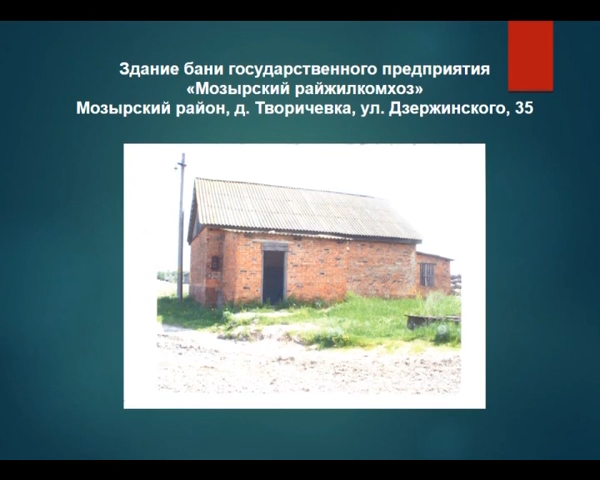 Здание бани государственного предприятия
«Мозырский райжилкомхоз»
Мозырский район, д. Творичевка, ул. Дзержинского, 35